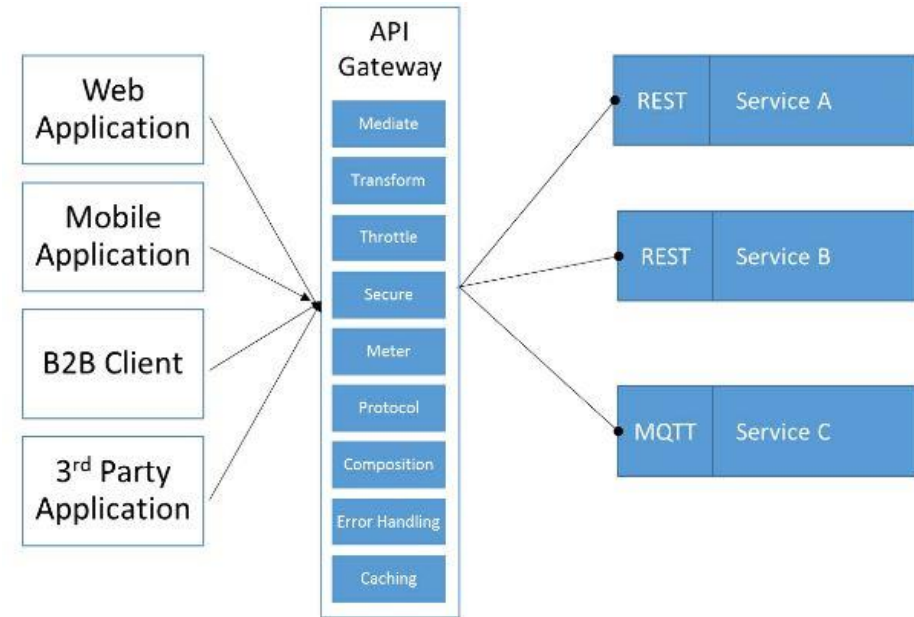 Web
Application
Mobile
Application
B2B Client
3rd Party
Application
API
Gateway
Mediate
Transform
Throttle
Secure
Meter
Protocol
Composition
Error Handling
Caching
REST Service A
REST Service B
MQTT Service C